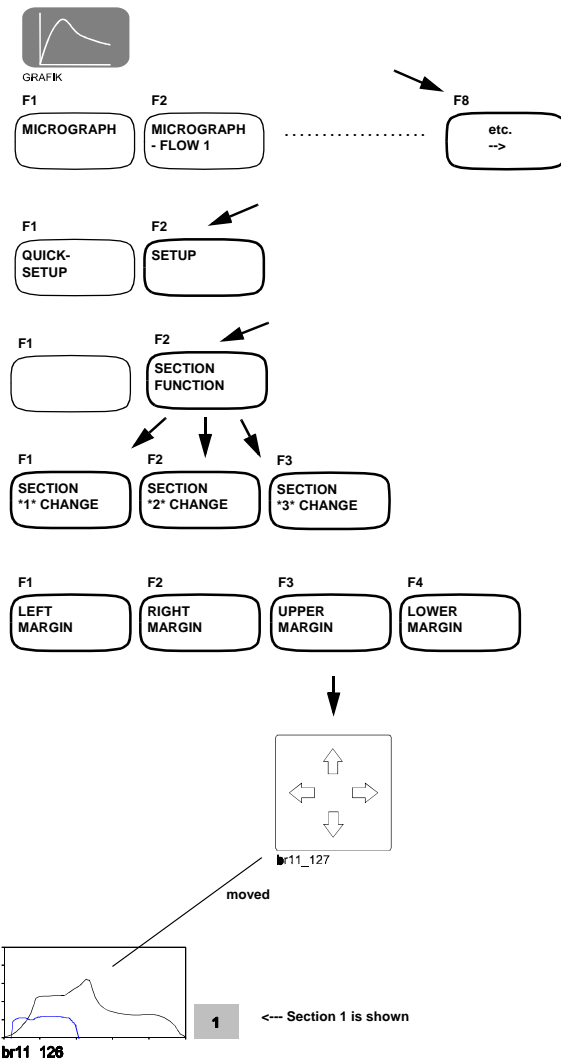 GRAFIK
F1 F2 F8
MICROGRAPH MICROGRAPH - FLOW 1 ................. etc. -->
F1 F2
QUICK- SETUP SETUP
F1 F2
SECTION FUNCTION
F1 F2 F3
SECTION *1* CHANGE SECTION *2* CHANGE SECTION *3* CHANGE
F1 F2 F3 F4
LEFT MARGIN RIGHT MARGIN UPPER MARGIN LOWER MARGIN
br11_127
moved
1 <--- Section 1 is shown
br11_126